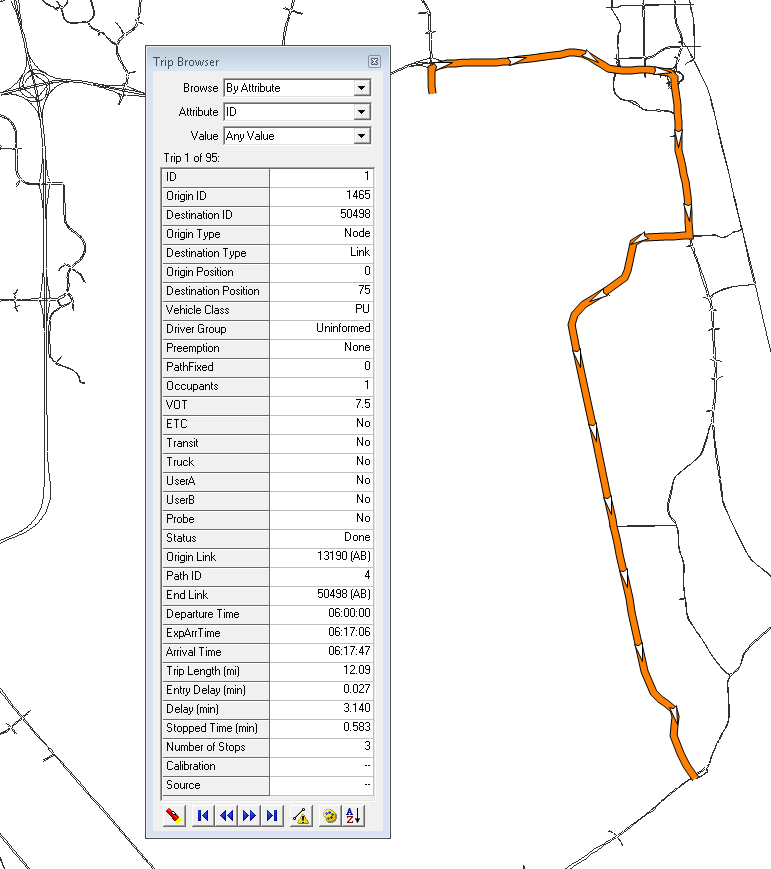 Trip Browser
Browse By Attribute
Attribute ID
Value Any Value
Trip 1 of 95:
ID 1
Origin ID 1465
Destination ID 50498
Origin Type Node
Destination Type Link
Origin Position 0
Destination Position 75
Vehicle Class PU
Driver Group Uninformed
Preemption None
PathFixed 0
Occupants 1
VOT 7.5
ETC No
Transit No
Truck No
UserA No
UserB No
Probe No
Status Done
Origin Link 13190 (AB)
Path ID 4
End Link 50498 (AB)
Departure Time 06:00:00
ExpArrTime 06:17:06
Arrival Time 06:17:47
Trip Length (mi) 12.09
Entry Delay (min) 0.027
Delay (min) 3.140
Stopped Time (min) 0.583
Number of Stops 3
Calibration --
Source --
A
Z